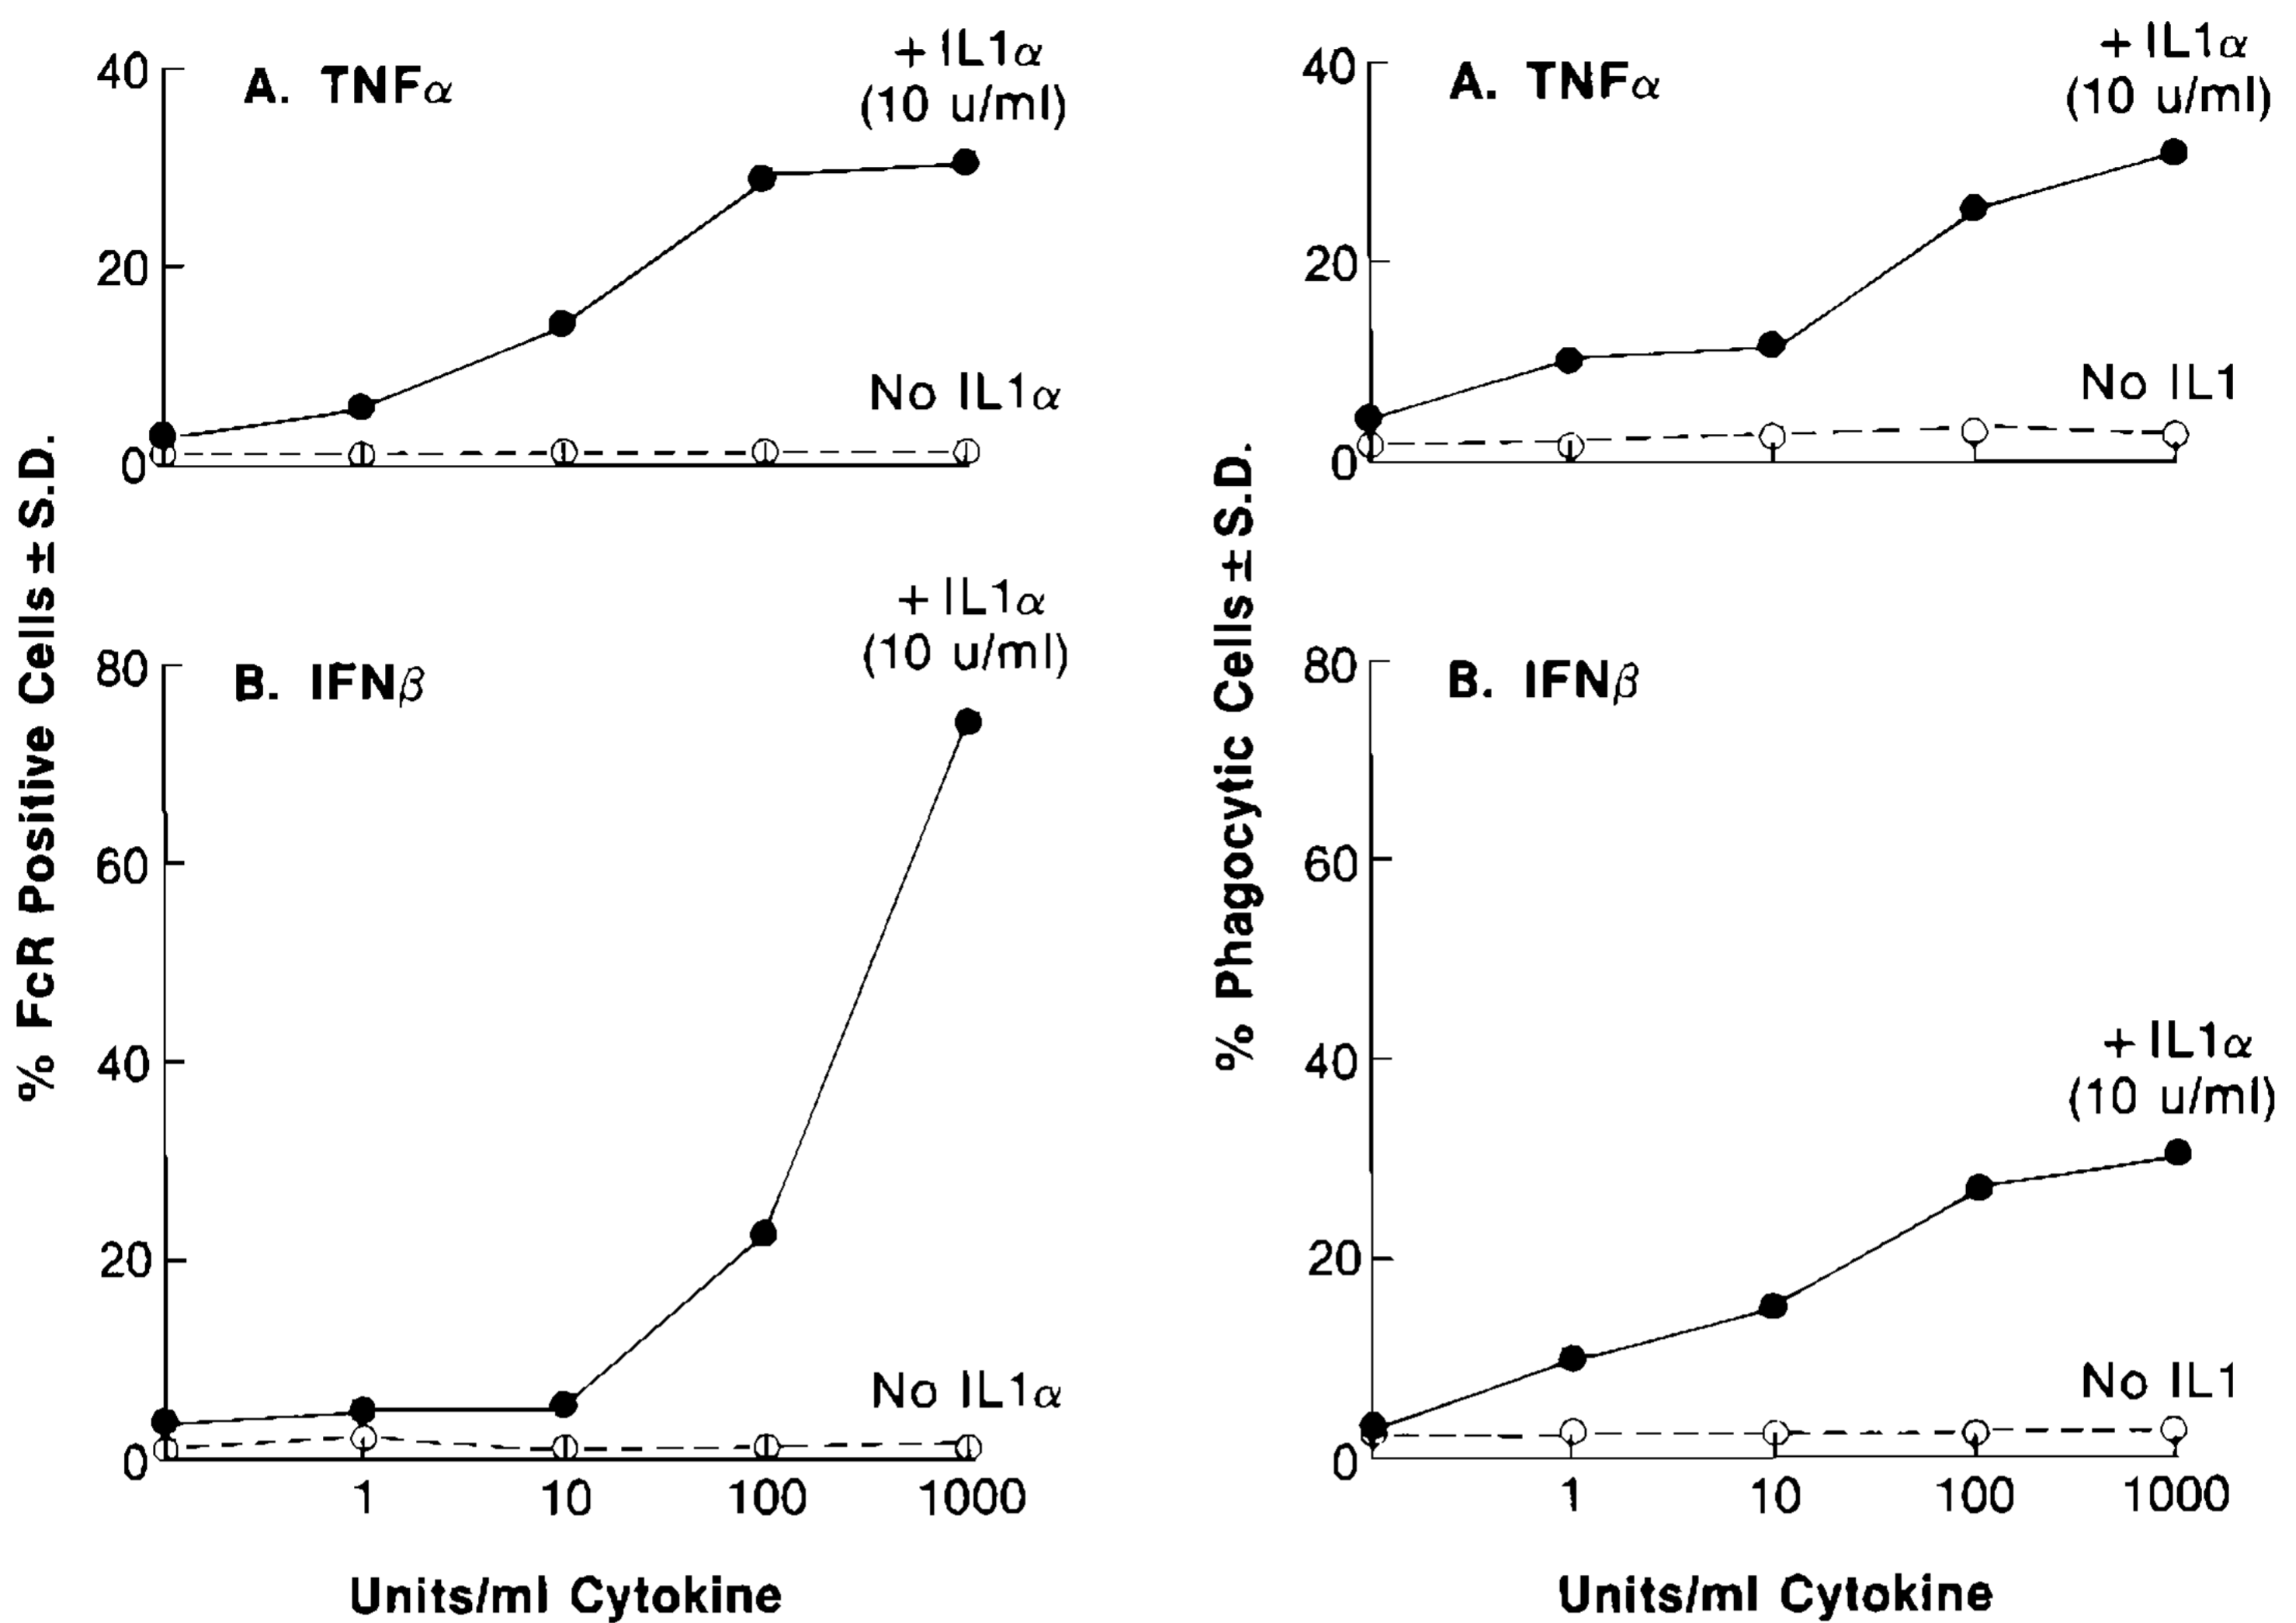 % FcR Positive Cells ± S.D.
40
20
0
A. TNFα
+ IL1α
(10 u/ml)
No IL1α
80
60
40
20
0
B. IFNβ
+ IL1α
(10 u/ml)
No IL1α
1 10 100 1000
Units/ml Cytokine
% Phagocytic Cells ± S.D.
40
20
0
A. TNFα
+ IL1α
(10 u/ml)
No IL1
80
60
40
20
0
B. IFNβ
+ IL1α
(10 u/ml)
No IL1
1 10 100 1000
Units/ml Cytokine